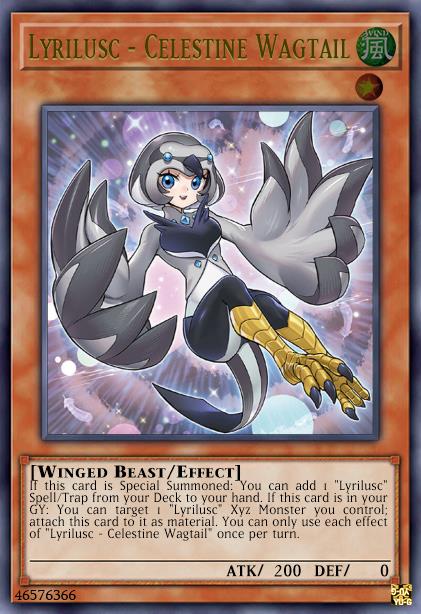 LYRILUSC - CELESTINE WAGTAIL
WIND
風
[WINGED BEAST/EFFECT]
If this card is Special Summoned: You can add 1 "Lyrilusc"
Spell/Trap from your Deck to your hand. If this card is in your
GY: You can target 1 "Lyrilusc" Xyz Monster you control;
attach this card to it as material. You can only use each effect
of "Lyrilusc - Celestine Wagtail" once per turn.
ATK/ 200 DEF/ 0
46576366